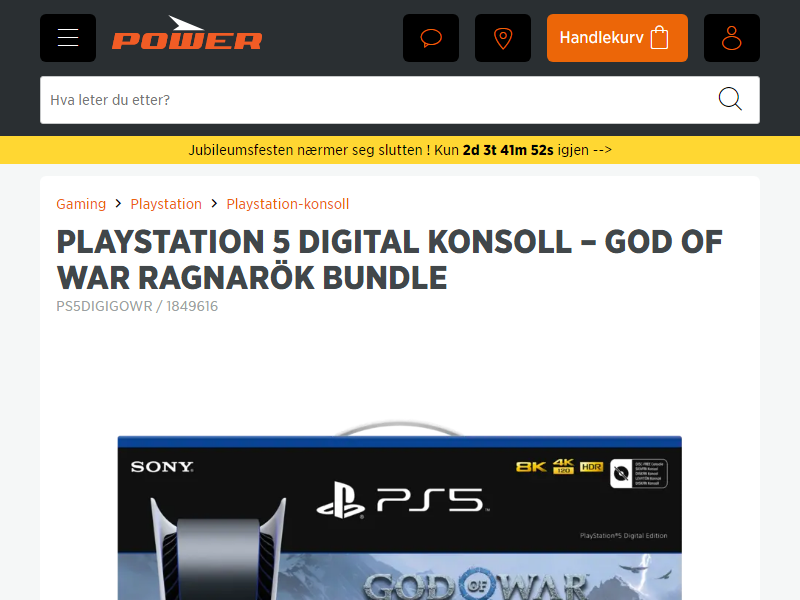 POWER
Handlekurv
Hva leter du etter?
Jubileumsfesten nærmer seg slutten ! Kun 2d 3t 41m 52s igjen -->
Gaming > Playstation > Playstation-konsoll
PLAYSTATION 5 DIGITAL KONSOLL – GOD OF
WAR RAGNARÖK BUNDLE
PS5DIGIGOWR / 1849616
SONY
8K 4K 120 HDR
PS5
PlayStation®5 Digital Edition
GOD OF WAR